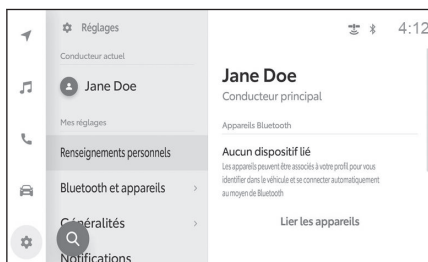 Réglages
4:12
Conducteur actuel
Jane Doe
Mes réglages
Renseignements personnels
Bluetooth et appareils
Généralités
Notifications
Jane Doe
Conducteur principal
Appareils Bluetooth
Aucun dispositif lié
Les appareils peuvent être associés à votre profil pour vous
identifier dans le véhicule et se connecter automatiquement
au moyen de Bluetooth
Lier les appareils